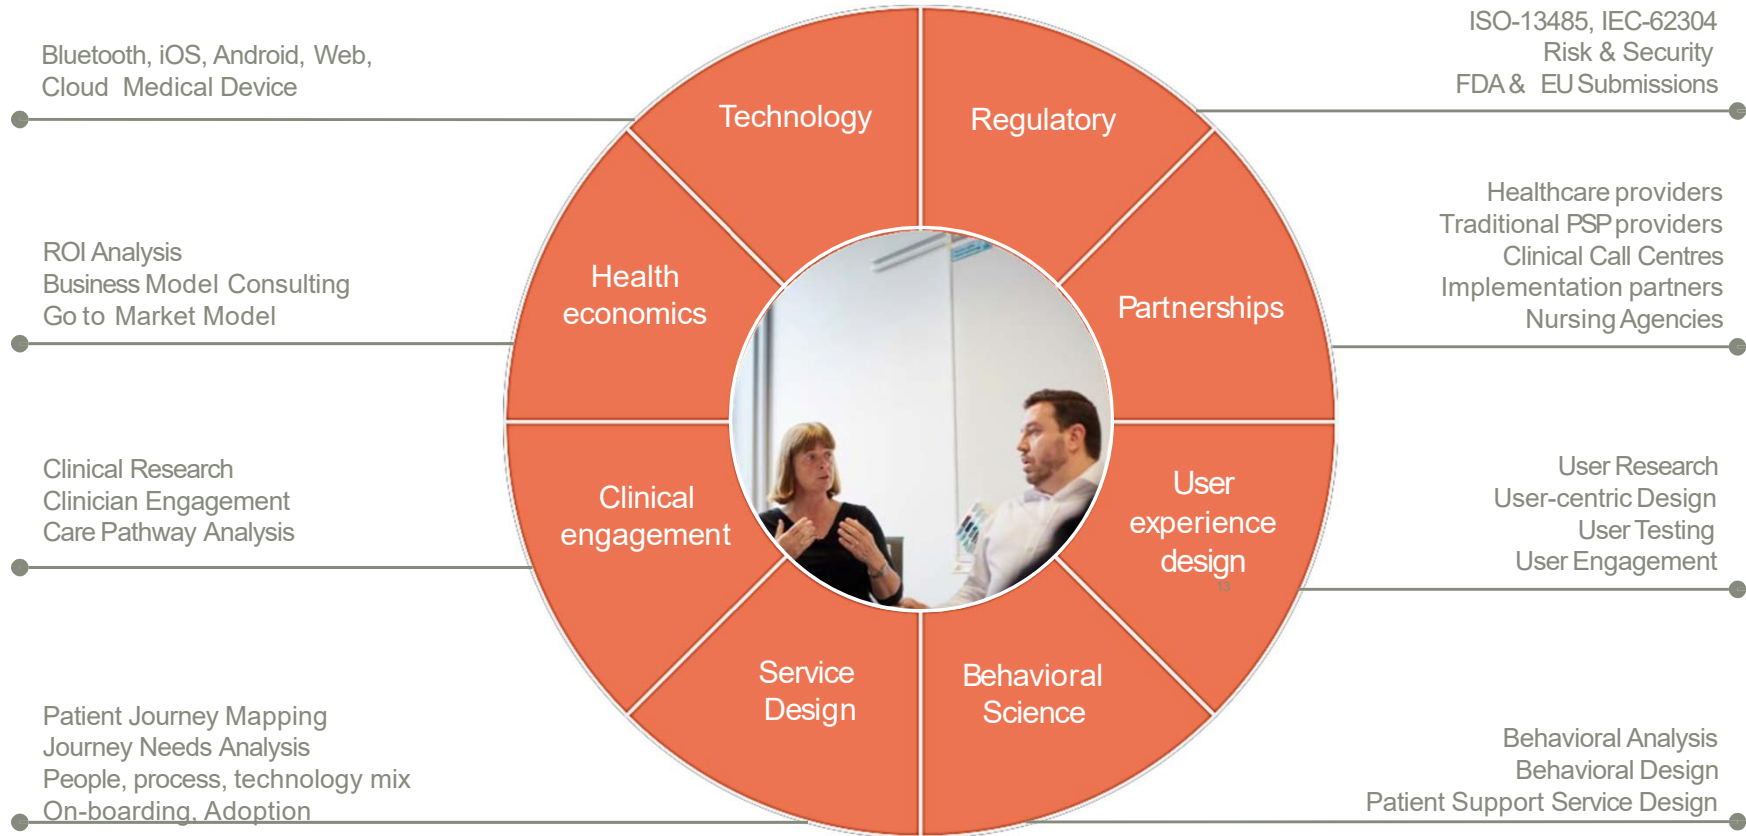 Bluetooth, iOS, Android, Web,
Cloud Medical Device
ROI Analysis
Business Model Consulting
Go to Market Model
Clinical Research
Clinician Engagement
Care Pathway Analysis
Patient Journey Mapping
Journey Needs Analysis
People, process, technology mix
On-boarding, Adoption
Technology
Regulatory
Health
economics
Partnerships
Clinical
engagement
User
experience
design
13
Service
Design
Behavioral
Science
ISO-13485, IEC-62304
Risk & Security
FDA & EU Submissions
Healthcare providers
Traditional PSP providers
Clinical Call Centres
Implementation partners
Nursing Agencies
User Research
User-centric Design
User Testing
User Engagement
Behavioral Analysis
Behavioral Design
Patient Support Service Design